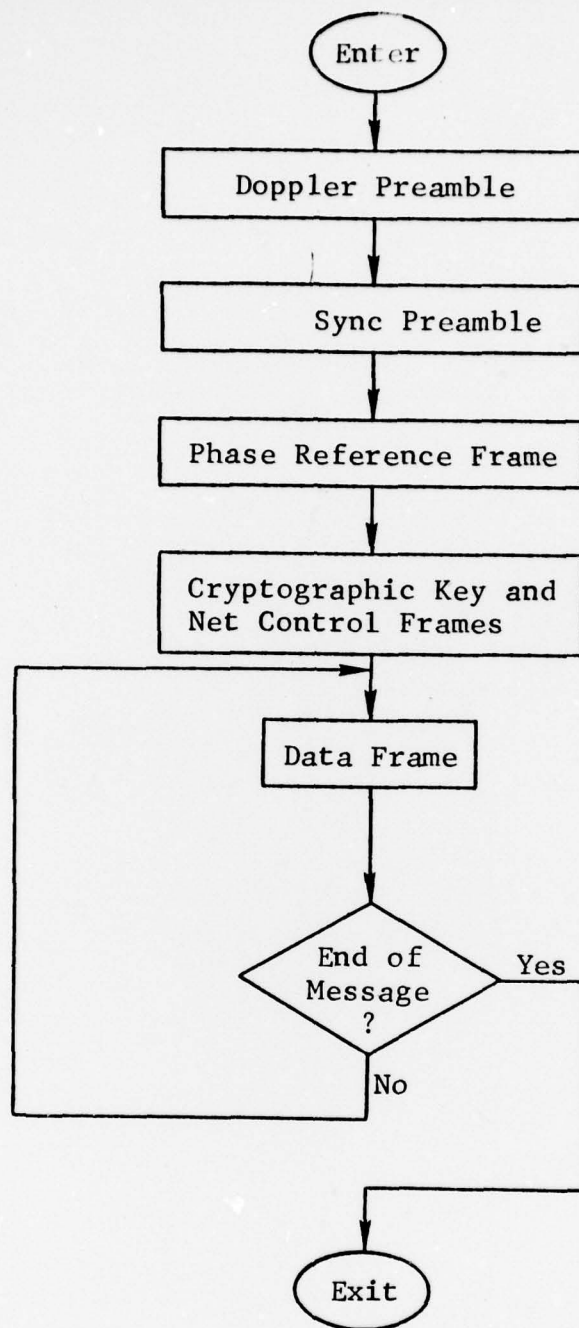 Enter
Doppler Preamble
Sync Preamble
Phase Reference Frame
Cryptographic Key and
Net Control Frames
Data Frame
End of
Message
?
Yes
No
Exit